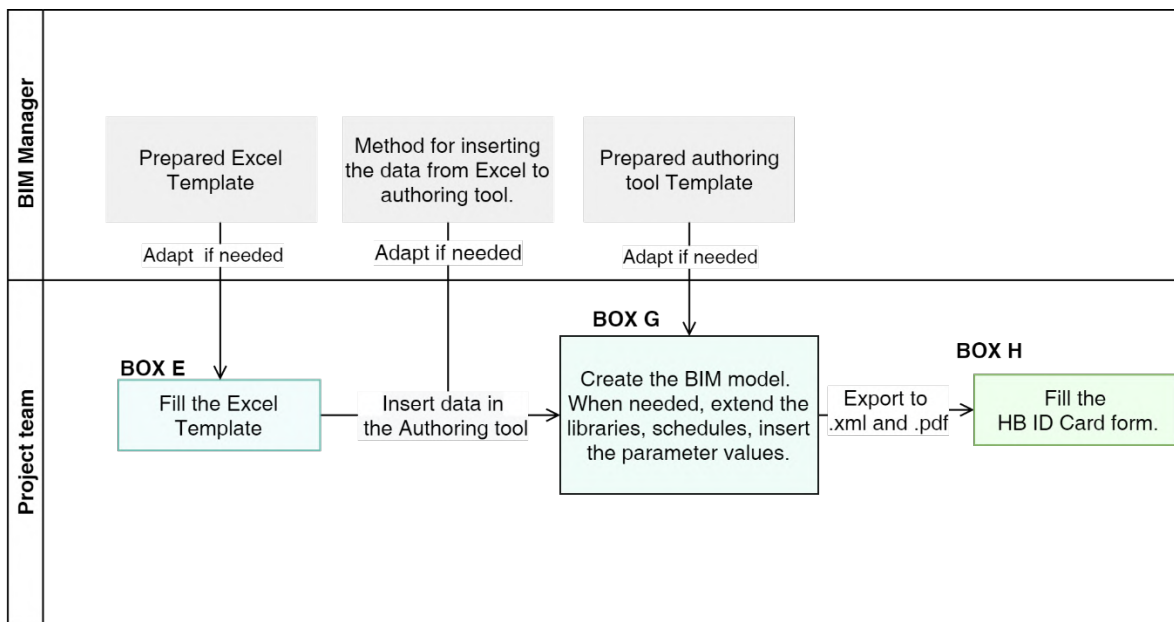 BIM Manager
Prepared Excel
Template
Method for inserting
the data from Excel to
authoring tool.
Prepared authoring
tool Template
Adapt if needed
Adapt if needed
Adapt if needed
Project team
BOX E
Fill the Excel
Template
Insert data in
the Authoring tool
BOX G
Create the BIM model.
When needed, extend the
libraries, schedules, insert
the parameter values.
Export to
.xml and .pdf
BOX H
Fill the
HB ID Card form.